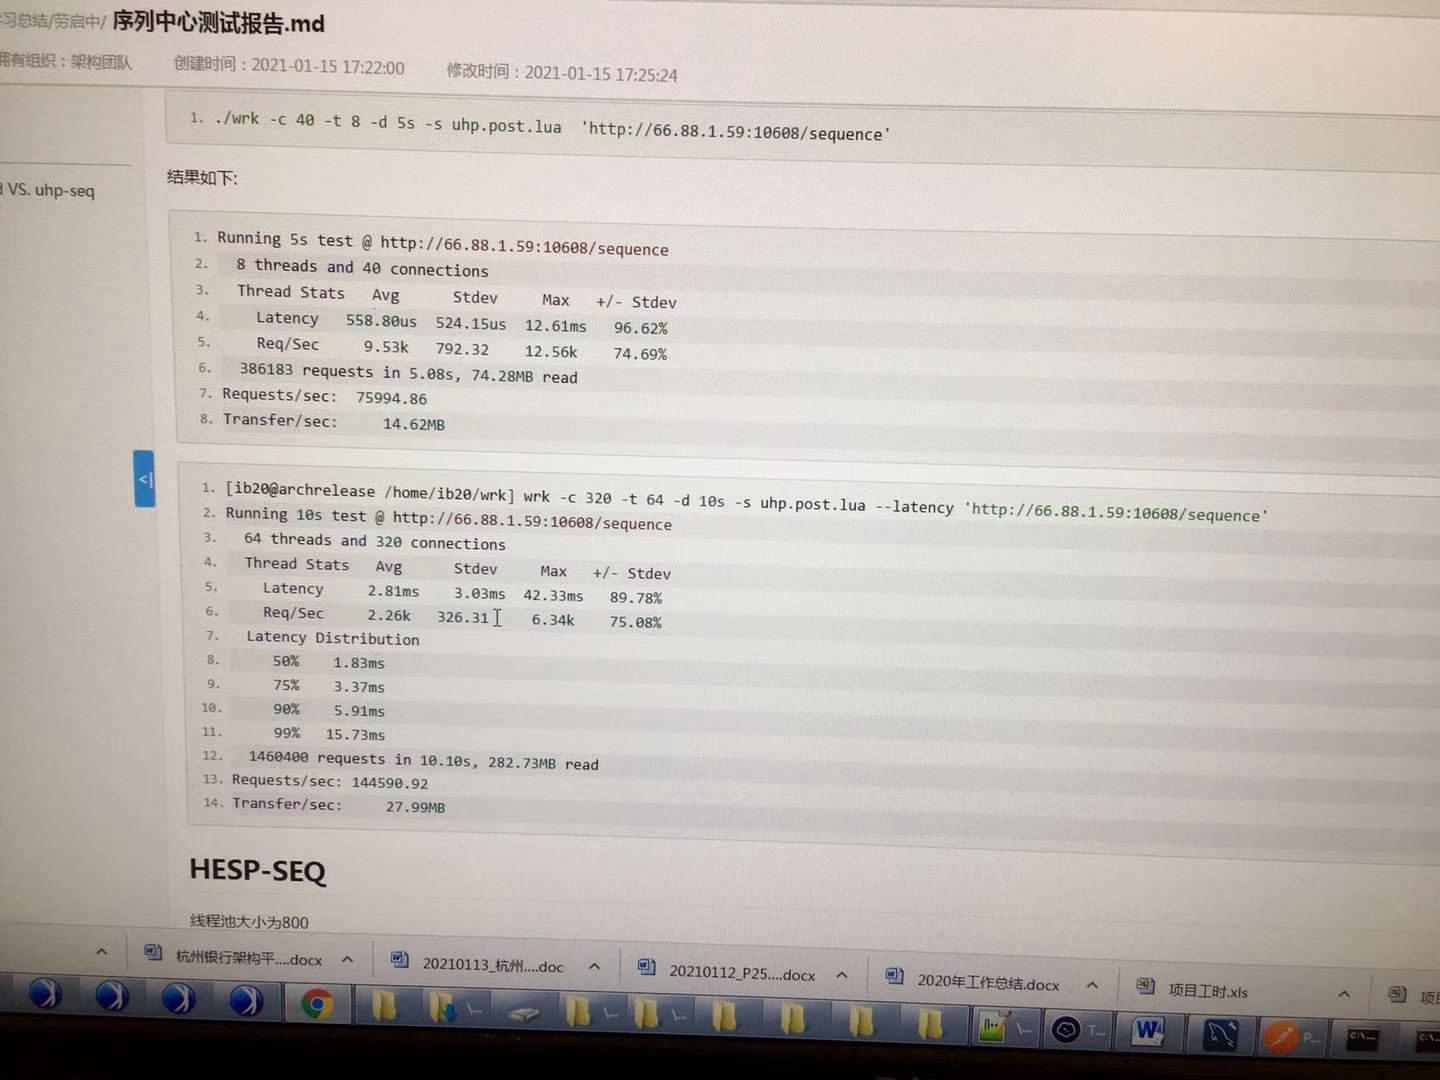 习总结/劳启中/ 序列中心测试报告.md
拥有组织：架构团队 创建时间：2021-01-15 17:22:00 修改时间：2021-01-15 17:25:24
1. ./wrk -c 40 -t 8 -d 5s -s uhp.post.lua 'http://66.88.1.59:10608/sequence'
结果如下:
VS. uhp-seq
1. Running 5s test @ http://66.88.1.59:10608/sequence
2. 8 threads and 40 connections
3. Thread Stats Avg Stdev Max +/- Stdev
4. Latency 558.80us 524.15us 12.61ms 96.62%
5. Req/Sec 9.53k 792.32 12.56k 74.69%
6. 386183 requests in 5.08s, 74.28MB read
7. Requests/sec: 75994.86
8. Transfer/sec: 14.62MB
1. [ib20@archrelease /home/ib20/wrk] wrk -c 320 -t 64 -d 10s -s uhp.post.lua --latency 'http://66.88.1.59:10608/sequence'
2. Running 10s test @ http://66.88.1.59:10608/sequence
3. 64 threads and 320 connections
4. Thread Stats Avg Stdev Max +/- Stdev
5. Latency 2.81ms 3.03ms 42.33ms 89.78%
6. Req/Sec 2.26k 326.31 6.34k 75.08%
7. Latency Distribution
8. 50% 1.83ms
9. 75% 3.37ms
10. 90% 5.91ms
11. 99% 15.73ms
12. 1460400 requests in 10.10s, 282.73MB read
13. Requests/sec: 144590.92
14. Transfer/sec: 27.99MB
HESP-SEQ
线程池大小为800
杭州银行架构平....docx 20210113_杭州....doc 20210112_P25....docx 2020年工作总结.docx 项目工时.xls
\... \... \... \... T... P... C:\... C:\...